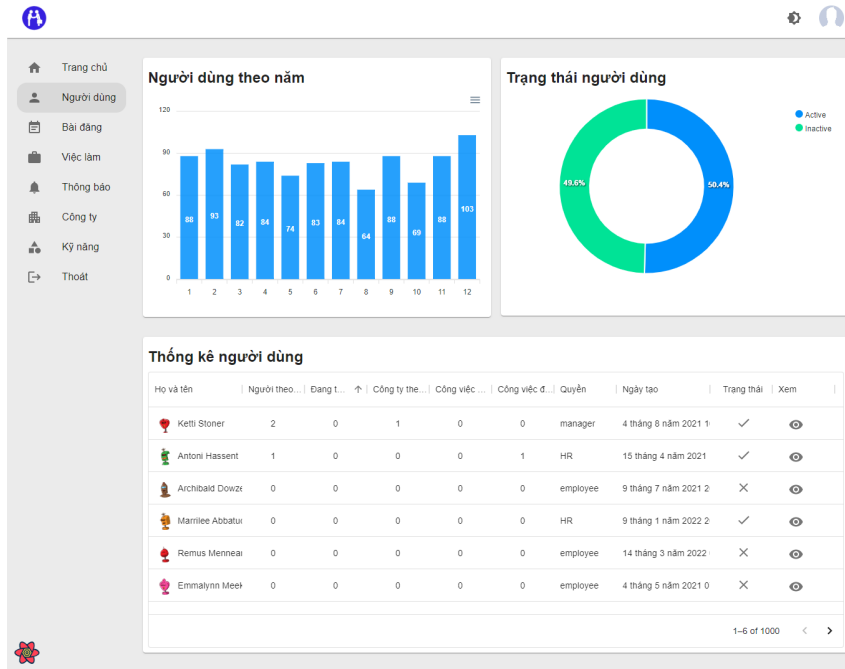 Trang chủ
Người dùng
Bài đăng
Việc làm
Thông báo
Công ty
Kỹ năng
Thoát
Người dùng theo năm
120
90
60
30
0
88 93 82 84 74 83 84 64 88 69 88 103
1 2 3 4 5 6 7 8 9 10 11 12
Trạng thái người dùng
Active
Inactive
49.6% 50.4%
Thống kê người dùng
Họ và tên Người theo... Đang t... Công ty the... Công việc ... Công việc đ... Quyền Ngày tạo Trạng thái Xem
Ketti Stoner 2 0 1 0 0 manager 4 tháng 8 năm 2021
Antoni Hassent 1 0 0 0 1 HR 15 tháng 4 năm 2021
Archibald 0 0 0 0 0 employee 9 tháng 7 năm 2021
Marrilee 0 0 0 0 0 HR 9 tháng 1 năm 2022
Remus 0 0 0 0 0 employee 14 tháng 3 năm 2022
Emmalynn 0 0 0 0 0 employee 4 tháng 5 năm 2021
1–6 of 1000